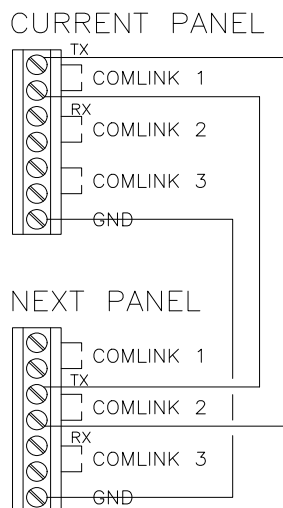 CURRENT PANEL
TX
COMLINK 1
RX
COMLINK 2
COMLINK 3
GND
NEXT PANEL
COMLINK 1
TX
COMLINK 2
RX
COMLINK 3
GND